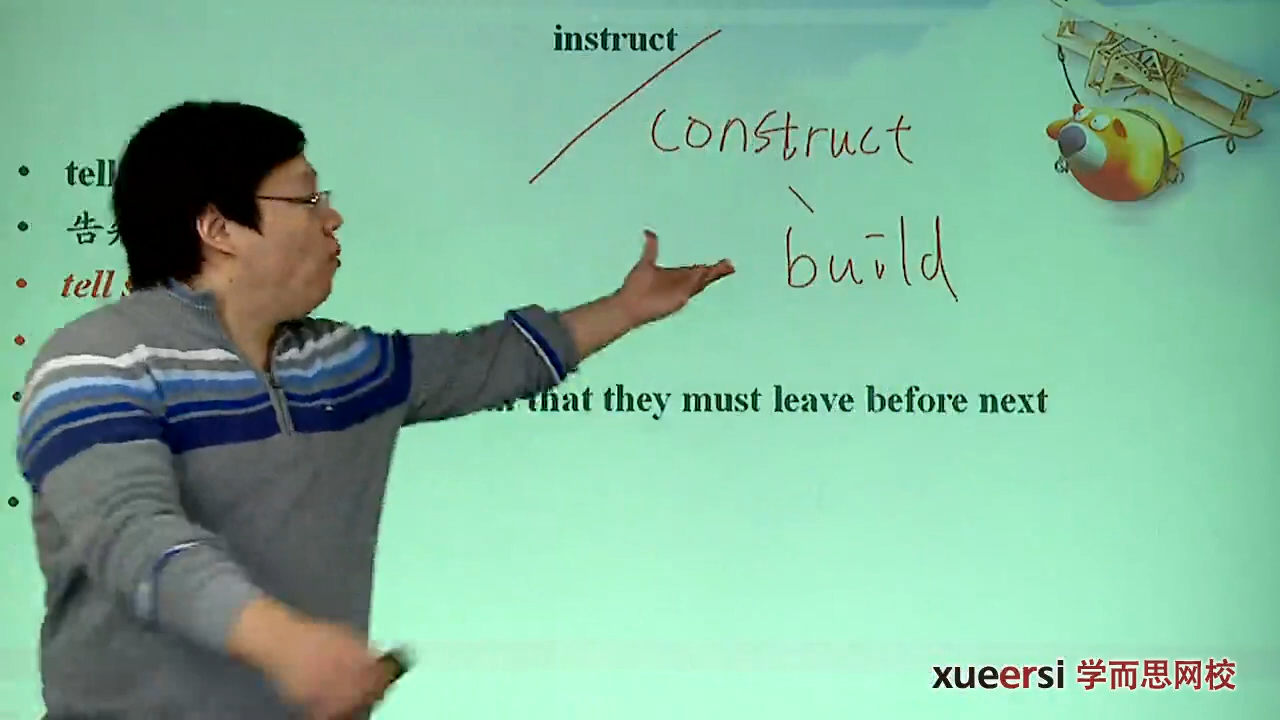 instruct
construct
tell
build
告
tell
that they must leave before next
xueersi 学而思网校